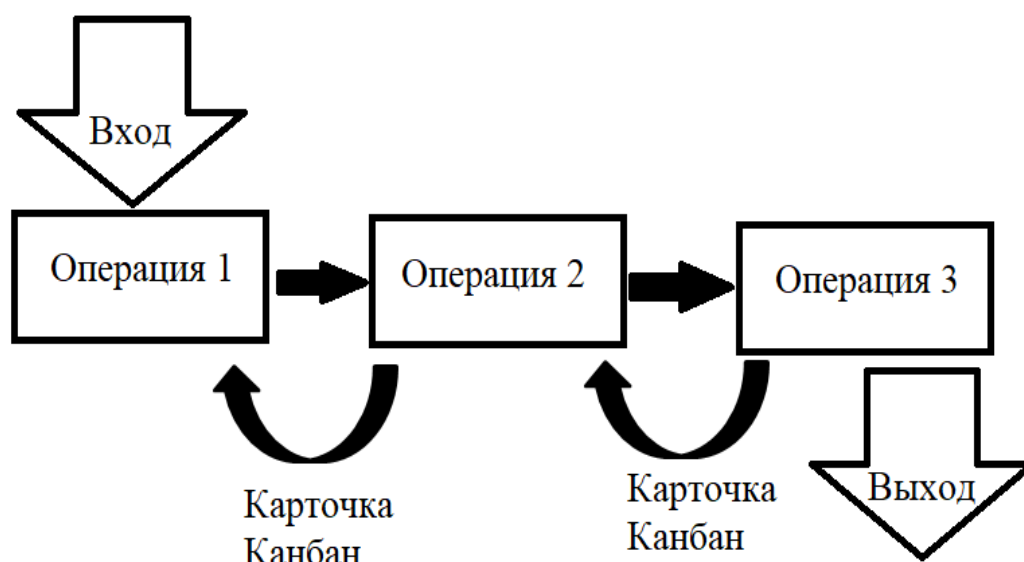 Вход
Операция 1
Операция 2
Операция 3
Карточка
Канбан
Карточка
Канбан
Выход